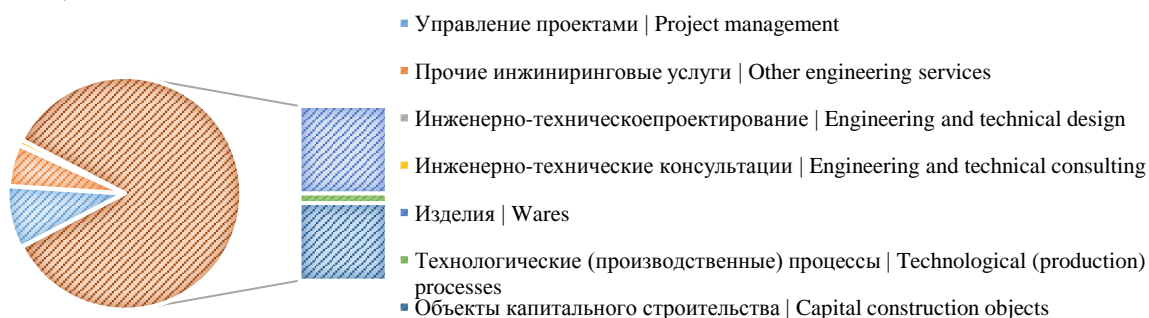 Управление проектами | Project management
Прочие инжиниринговые услуги | Other engineering services
Инженерно-техническоепроектирование | Engineering and technical design
Инженерно-технические консультации | Engineering and technical consulting
Изделия | Wares
Технологические (производственные) процессы | Technological (production)
processes
Объекты капитального строительства | Capital construction objects